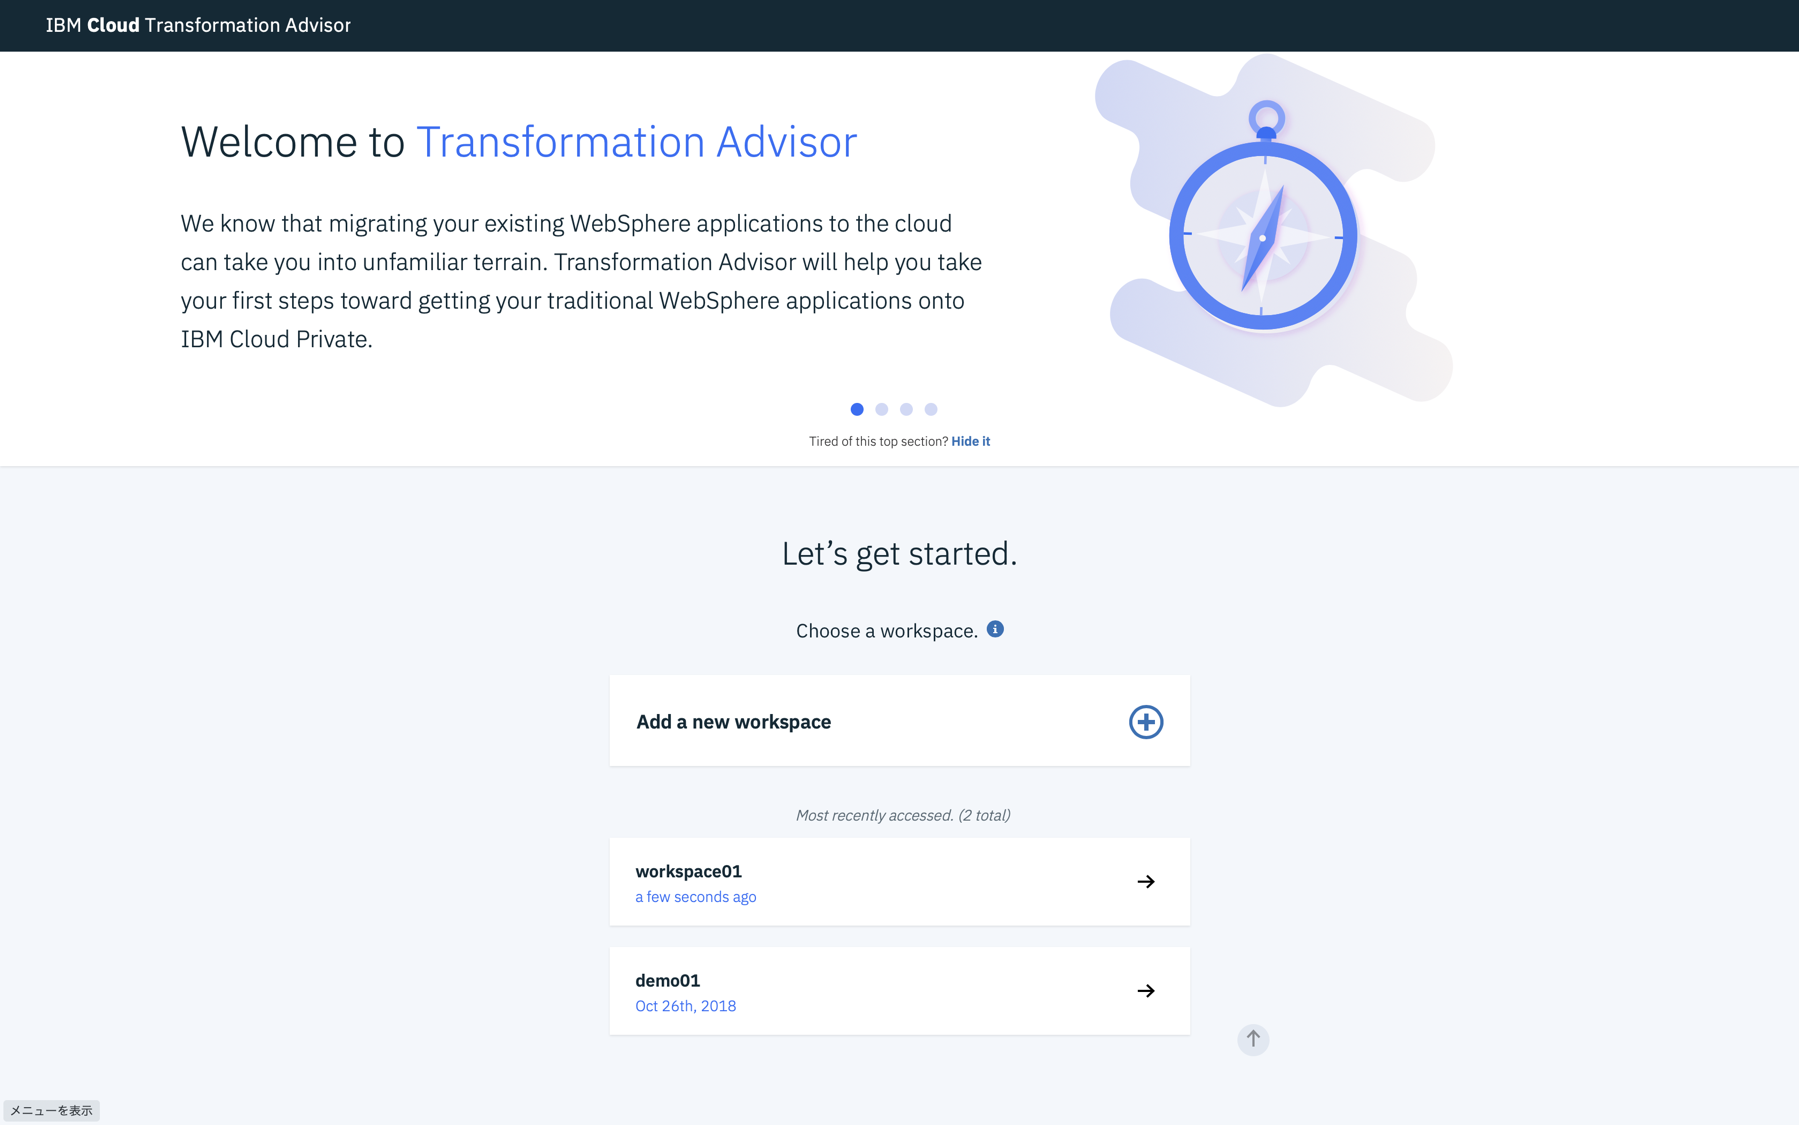 IBM Cloud Transformation Advisor
Welcome to Transformation Advisor
We know that migrating your existing WebSphere applications to the cloud
can take you into unfamiliar terrain. Transformation Advisor will help you take
your first steps toward getting your traditional WebSphere applications onto
IBM Cloud Private.
Tired of this top section? Hide it
Let’s get started.
Choose a workspace.
Add a new workspace
Most recently accessed. (2 total)
workspace01
a few seconds ago
demo01
Oct 26th, 2018
メニューを表示